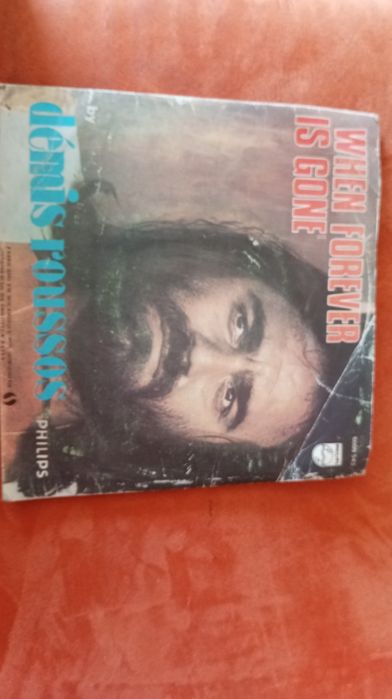 WHEN FOREVER
IS GONE
by
démis roussos
PHILIPS